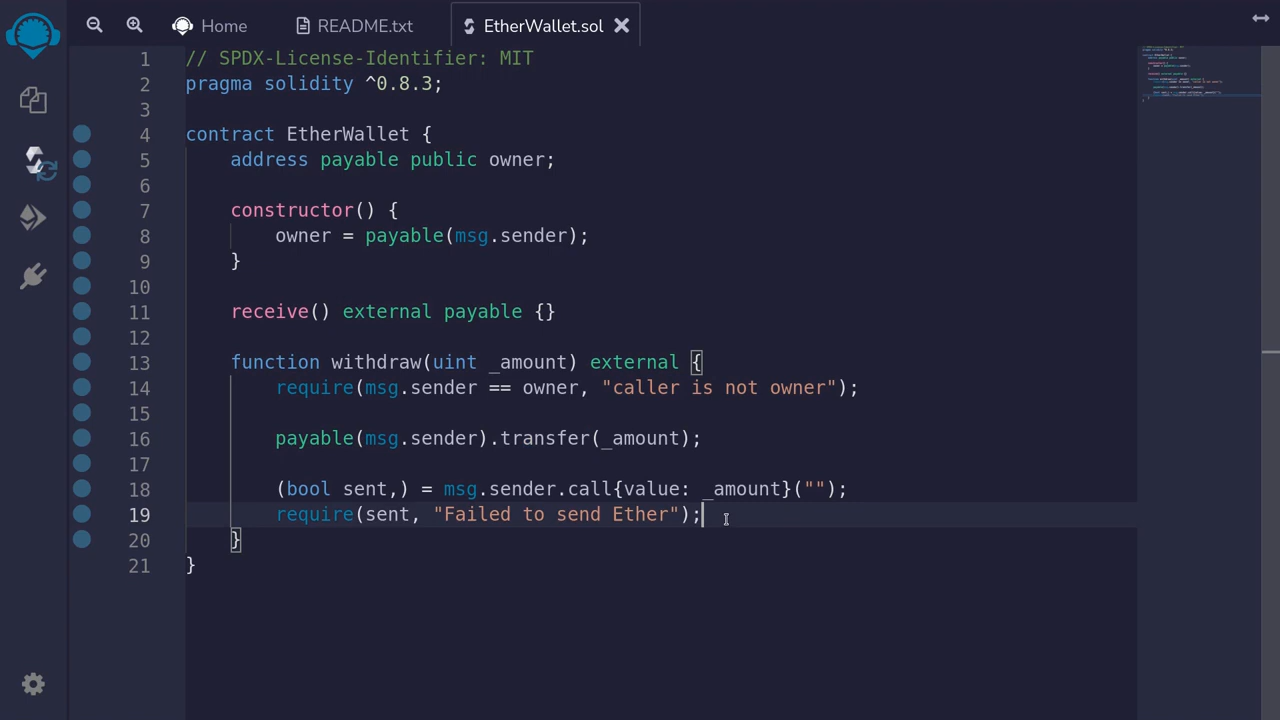 Home README.txt EtherWallet.sol
1 // SPDX-License-Identifier: MIT
2 pragma solidity ^0.8.3;
3
4 contract EtherWallet {
5     address payable public owner;
6
7     constructor() {
8         owner = payable(msg.sender);
9     }
10
11     receive() external payable {}
12
13     function withdraw(uint _amount) external {
14         require(msg.sender == owner, "caller is not owner");
15
16         payable(msg.sender).transfer(_amount);
17
18         (bool sent,) = msg.sender.call{value: _amount}("");
19         require(sent, "Failed to send Ether");
20     }
21 }